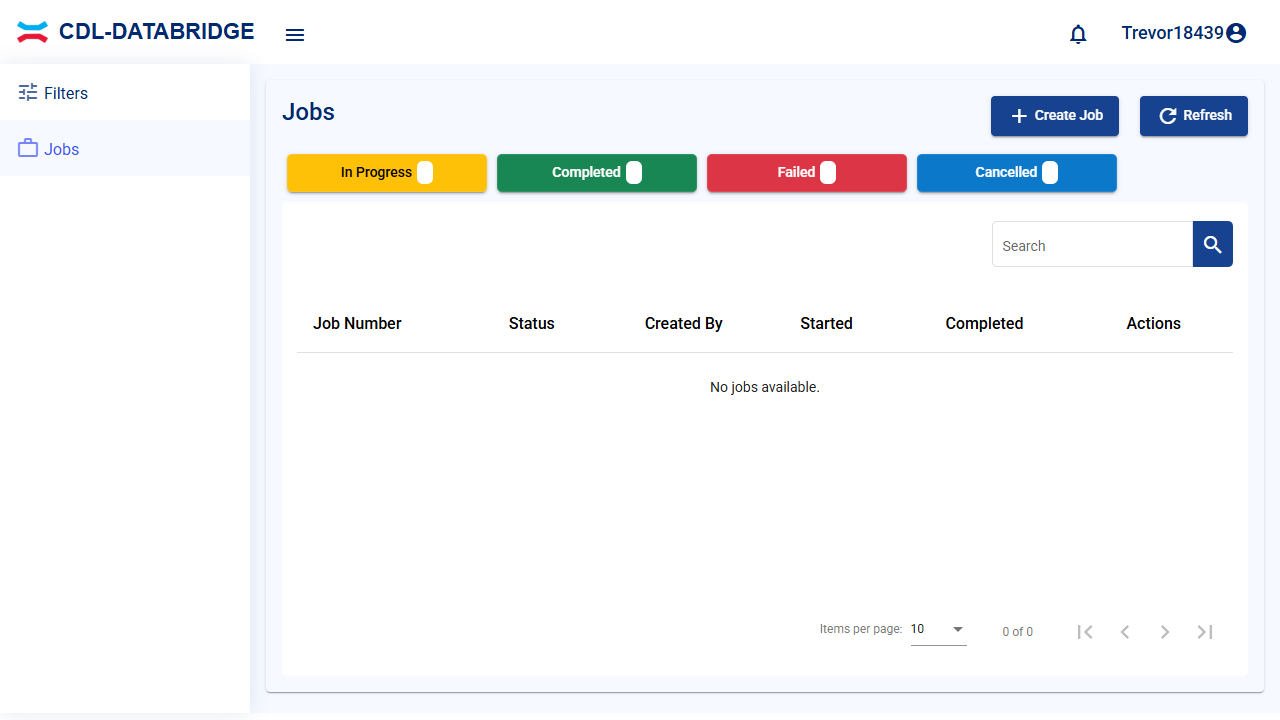 CDL-DATABRIDGE
Trevor18439
Filters
Jobs
Jobs
Create Job
Refresh
In Progress
Completed
Failed
Cancelled
Search
Job Number Status Created By Started Completed Actions
No jobs available.
Items per page: 10 0 of 0